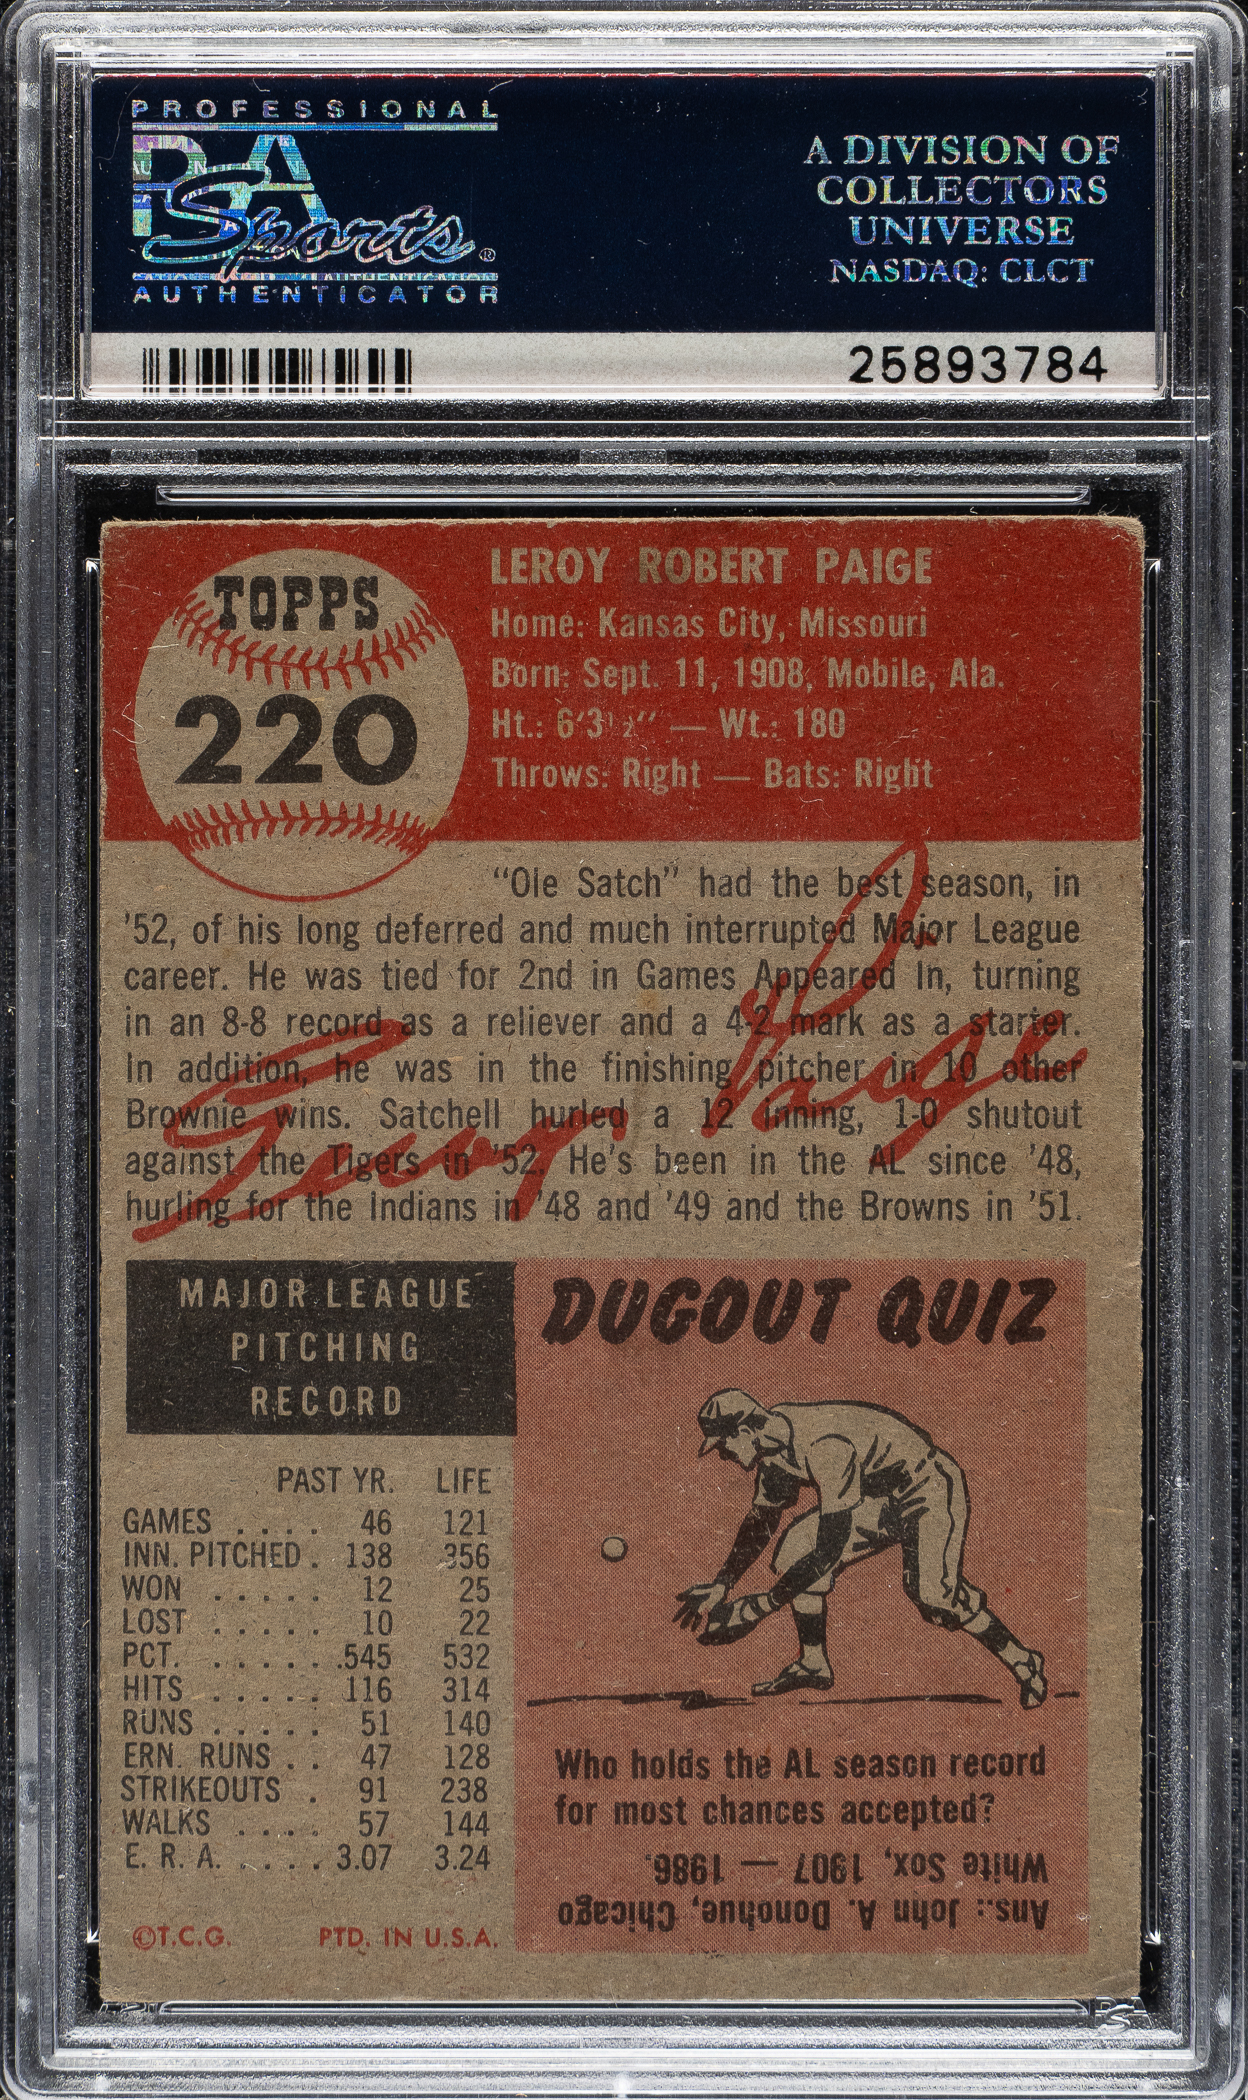 PROFESSIONAL
PSA
Sports®
AUTHENTICATOR
A DIVISION OF
COLLECTORS
UNIVERSE
NASDAQ: CLCT
25893784
TOPPS
220
LEROY ROBERT PAIGE
Home: Kansas City, Missouri
Born: Sept. 11, 1908, Mobile, Ala.
Ht.: 6'3½" — Wt.: 180
Throws: Right — Bats: Right
"Ole Satch" had the best season, in
'52, of his long deferred and much interrupted Major League
career. He was tied for 2nd in Games Appeared In, turning
in an 8-8 record as a reliever and a 4-2 mark as a starter.
In addition, he was in the finishing pitcher in 10 other
Brownie wins. Satchell hurled a 12 inning, 1-0 shutout
against the Tigers in '52. He's been in the AL since '48,
hurling for the Indians in '48 and '49 and the Browns in '51.
Leroy Paige
MAJOR LEAGUE
PITCHING
RECORD
PAST YR. LIFE
GAMES . . . . 46 121
INN. PITCHED . 138 356
WON . . . . . 12 25
LOST . . . . . 10 22
PCT. . . . . . .545 532
HITS . . . . . 116 314
RUNS . . . . . 51 140
ERN. RUNS . . 47 128
STRIKEOUTS . 91 238
WALKS . . . . 57 144
E. R. A. . . . . 3.07 3.24
©T.C.G. PTD. IN U.S.A.
DUGOUT QUIZ
Who holds the AL season record
for most chances accepted?
Ans.: John A. Donohue, Chicago
White Sox, 1907 — 1986.